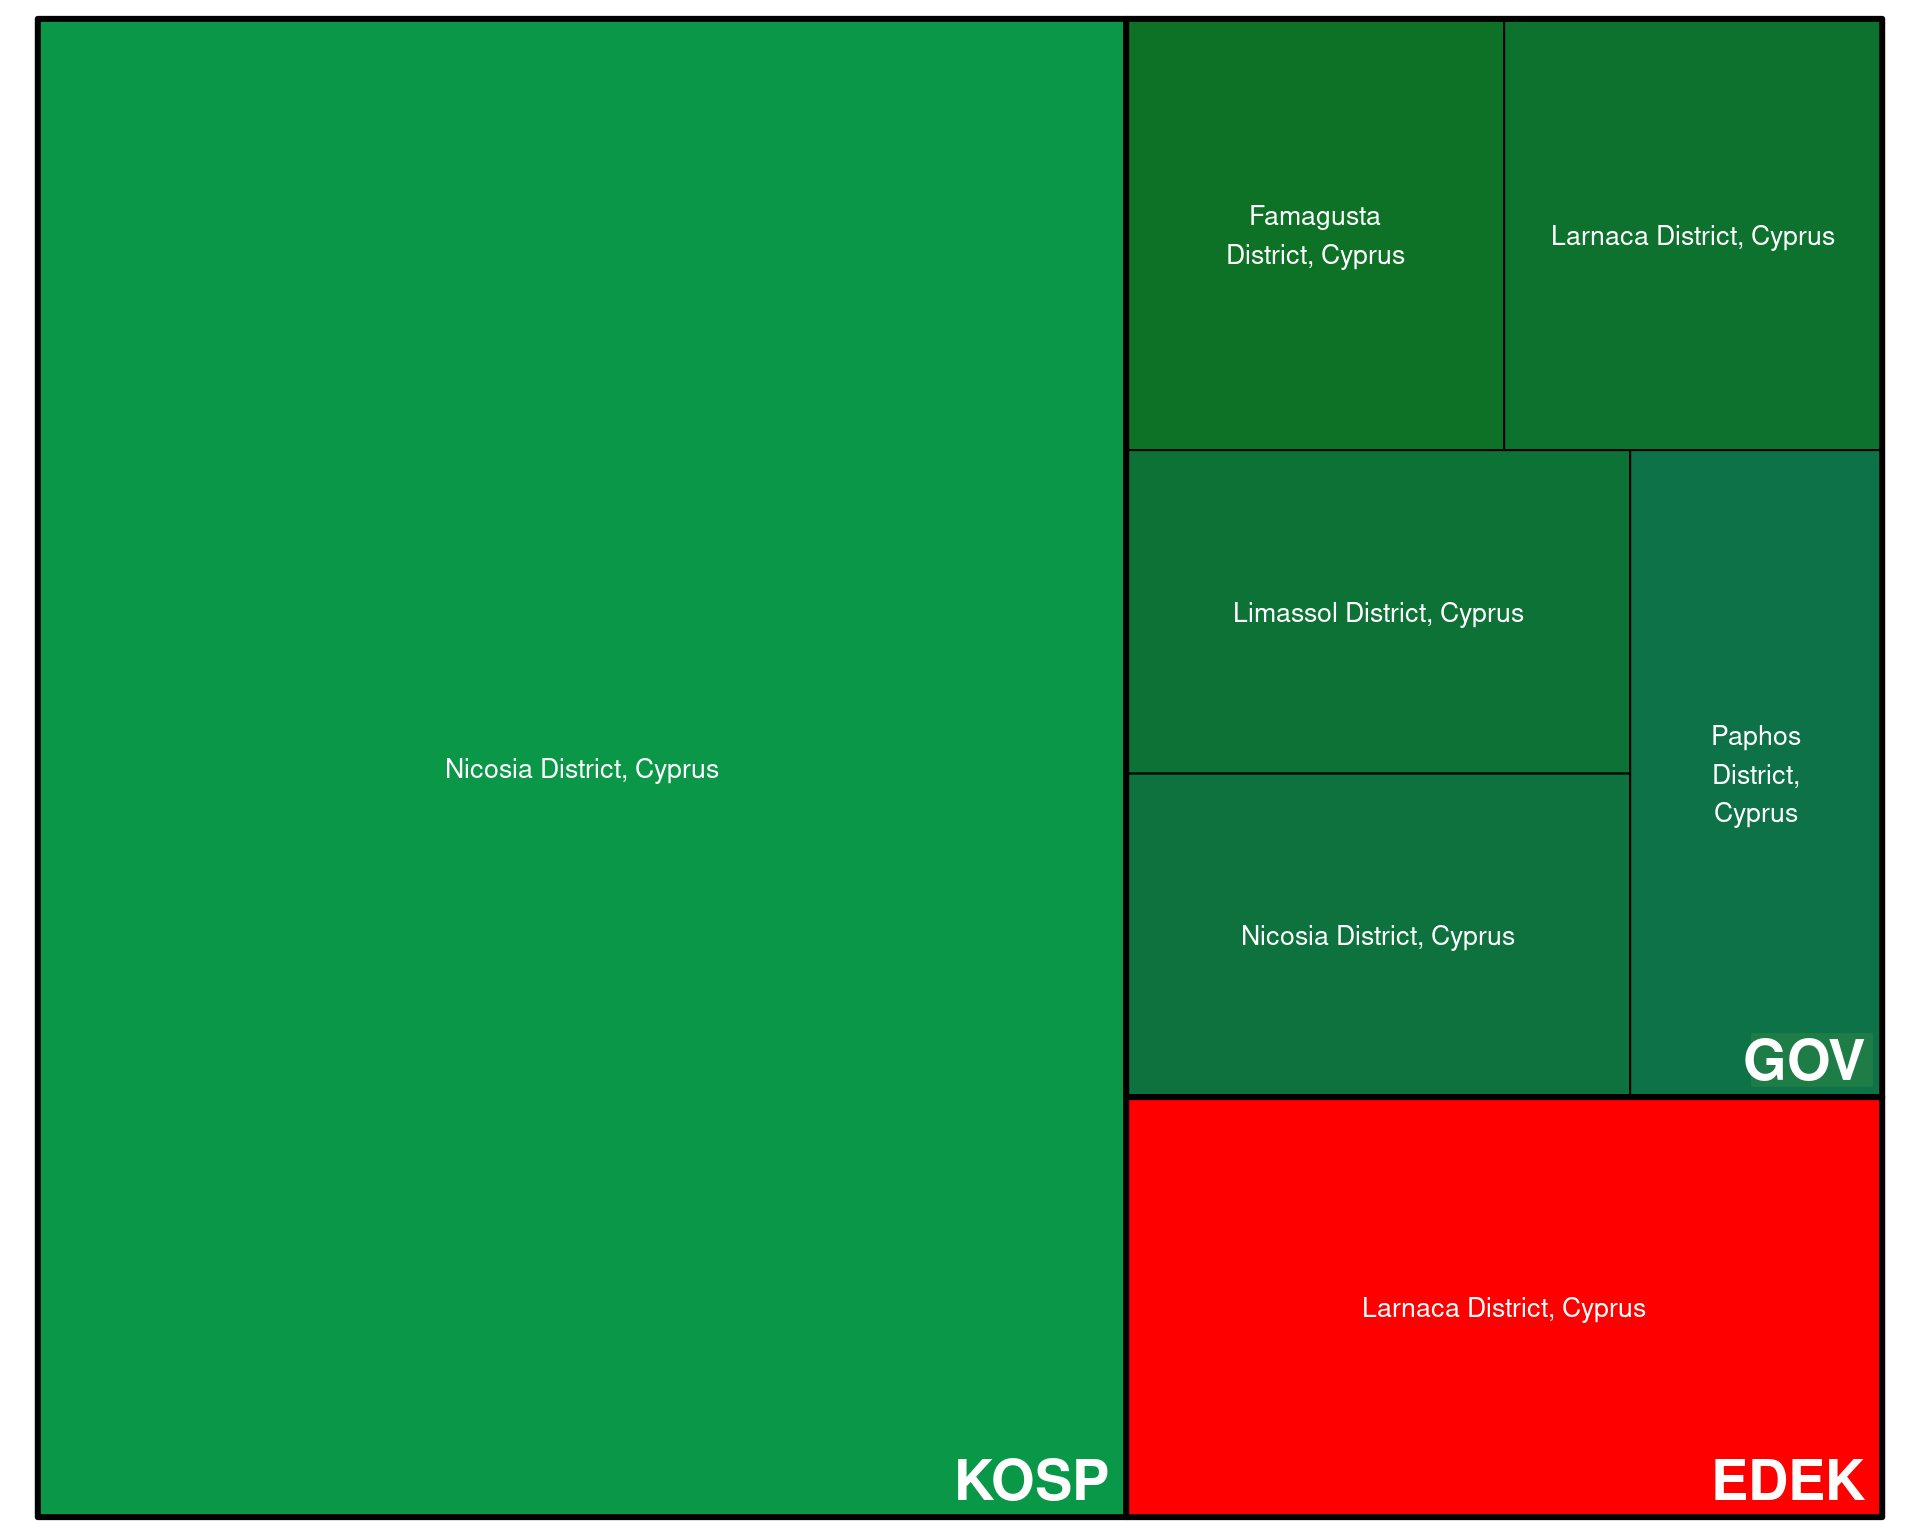 Nicosia District, Cyprus
KOSP
Famagusta
District, Cyprus
Larnaca District, Cyprus
Limassol District, Cyprus
Nicosia District, Cyprus
Paphos
District,
Cyprus
GOV
Larnaca District, Cyprus
EDEK